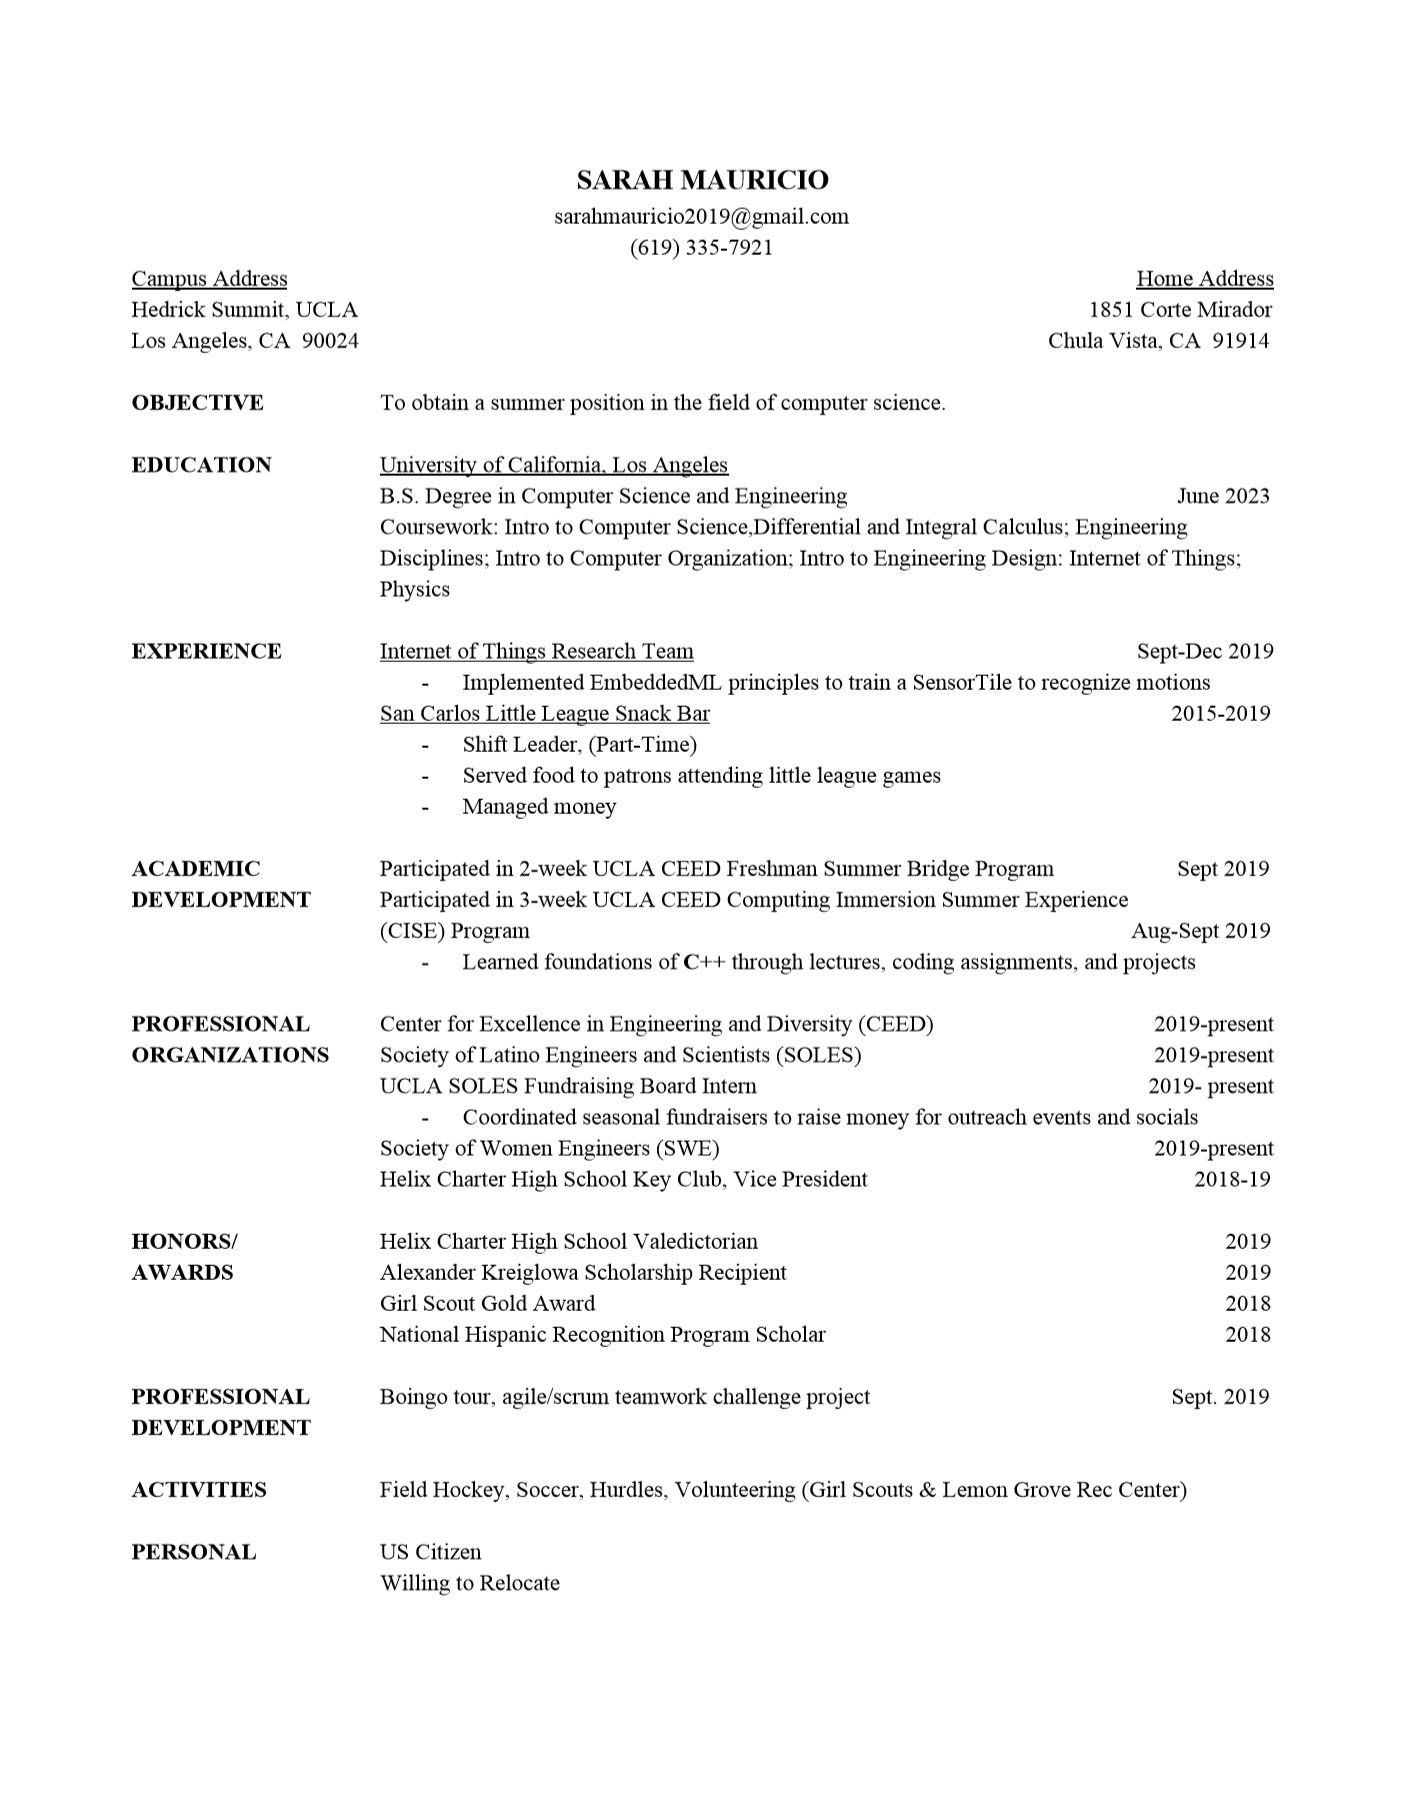 SARAH MAURICIO
sarahmauricio2019@gmail.com
(619) 335-7921
Campus Address Home Address
Hedrick Summit, UCLA 1851 Corte Mirador
Los Angeles, CA 90024 Chula Vista, CA 91914
OBJECTIVE To obtain a summer position in the field of computer science.
EDUCATION University of California, Los Angeles
B.S. Degree in Computer Science and Engineering June 2023
Coursework: Intro to Computer Science,Differential and Integral Calculus; Engineering
Disciplines; Intro to Computer Organization; Intro to Engineering Design: Internet of Things;
Physics
EXPERIENCE Internet of Things Research Team Sept-Dec 2019
- Implemented EmbeddedML principles to train a SensorTile to recognize motions
San Carlos Little League Snack Bar 2015-2019
- Shift Leader, (Part-Time)
- Served food to patrons attending little league games
- Managed money
ACADEMIC Participated in 2-week UCLA CEED Freshman Summer Bridge Program Sept 2019
DEVELOPMENT Participated in 3-week UCLA CEED Computing Immersion Summer Experience
(CISE) Program Aug-Sept 2019
- Learned foundations of C++ through lectures, coding assignments, and projects
PROFESSIONAL Center for Excellence in Engineering and Diversity (CEED) 2019-present
ORGANIZATIONS Society of Latino Engineers and Scientists (SOLES) 2019-present
UCLA SOLES Fundraising Board Intern 2019- present
- Coordinated seasonal fundraisers to raise money for outreach events and socials
Society of Women Engineers (SWE) 2019-present
Helix Charter High School Key Club, Vice President 2018-19
HONORS/ Helix Charter High School Valedictorian 2019
AWARDS Alexander Kreiglowa Scholarship Recipient 2019
Girl Scout Gold Award 2018
National Hispanic Recognition Program Scholar 2018
PROFESSIONAL Boingo tour, agile/scrum teamwork challenge project Sept. 2019
DEVELOPMENT
ACTIVITIES Field Hockey, Soccer, Hurdles, Volunteering (Girl Scouts & Lemon Grove Rec Center)
PERSONAL US Citizen
Willing to Relocate